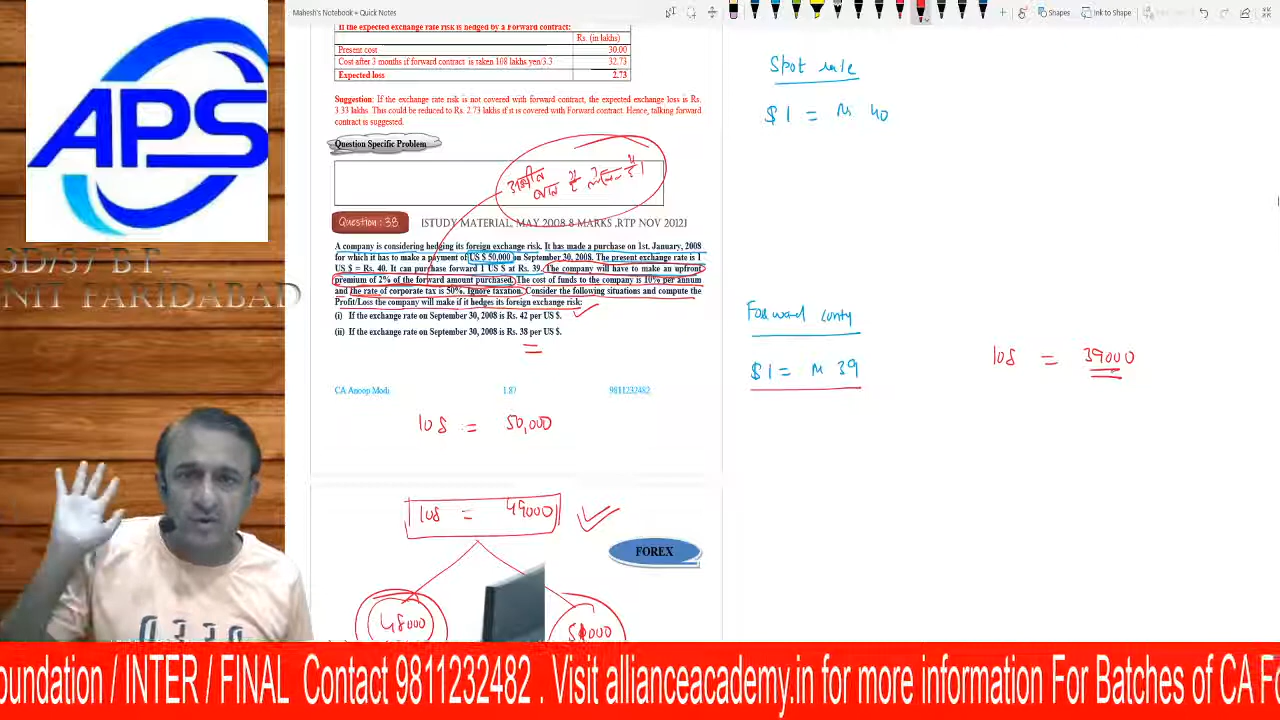 Mahesh's Notebook » Quick Notes
Shapes
Ink to Shape
APS
3D/57 B.P.
NIT FARIDABAD
If the expected exchange rate risk is hedged by a Forward contract:
Rs. (in lakhs)
Present cost 30.00
Cost after 3 months if forward contract is taken 108 lakhs yen/3.3 32.73
Expected loss 2.73
Suggestion: If the exchange rate risk is not covered with forward contract, the expected exchange loss is Rs.
3.33 lakhs. This could be reduced to Rs. 2.73 lakhs if it is covered with Forward contract. Hence, talking forward
contract is suggested.
Question Specific Problem
Question : 38 [STUDY MATERIAL, MAY 2008 8 MARKS ,RTP NOV 2012]
A company is considering hedging its foreign exchange risk. It has made a purchase on 1st. January, 2008
for which it has to make a payment of US $ 50,000 on September 30, 2008. The present exchange rate is 1
US $ = Rs. 40. It can purchase forward 1 US $ at Rs. 39. The company will have to make an upfront
premium of 2% of the forward amount purchased. The cost of funds to the company is 10% per annum
and the rate of corporate tax is 50%. Ignore taxation. Consider the following situations and compute the
Profit/Loss the company will make if it hedges its foreign exchange risk:
(i) If the exchange rate on September 30, 2008 is Rs. 42 per US $.
(ii) If the exchange rate on September 30, 2008 is Rs. 38 per US $.
CA Anoop Modi 1.87 9811232482
10g = 50,000
10g = 49000
48000
FOREX
Spot rate
$1 = Rs 40
$1 = Rs 39
10g = 39000
oundation / INTER / FINAL Contact 9811232482 . Visit allianceacademy.in for more information For Batches of CA Fo